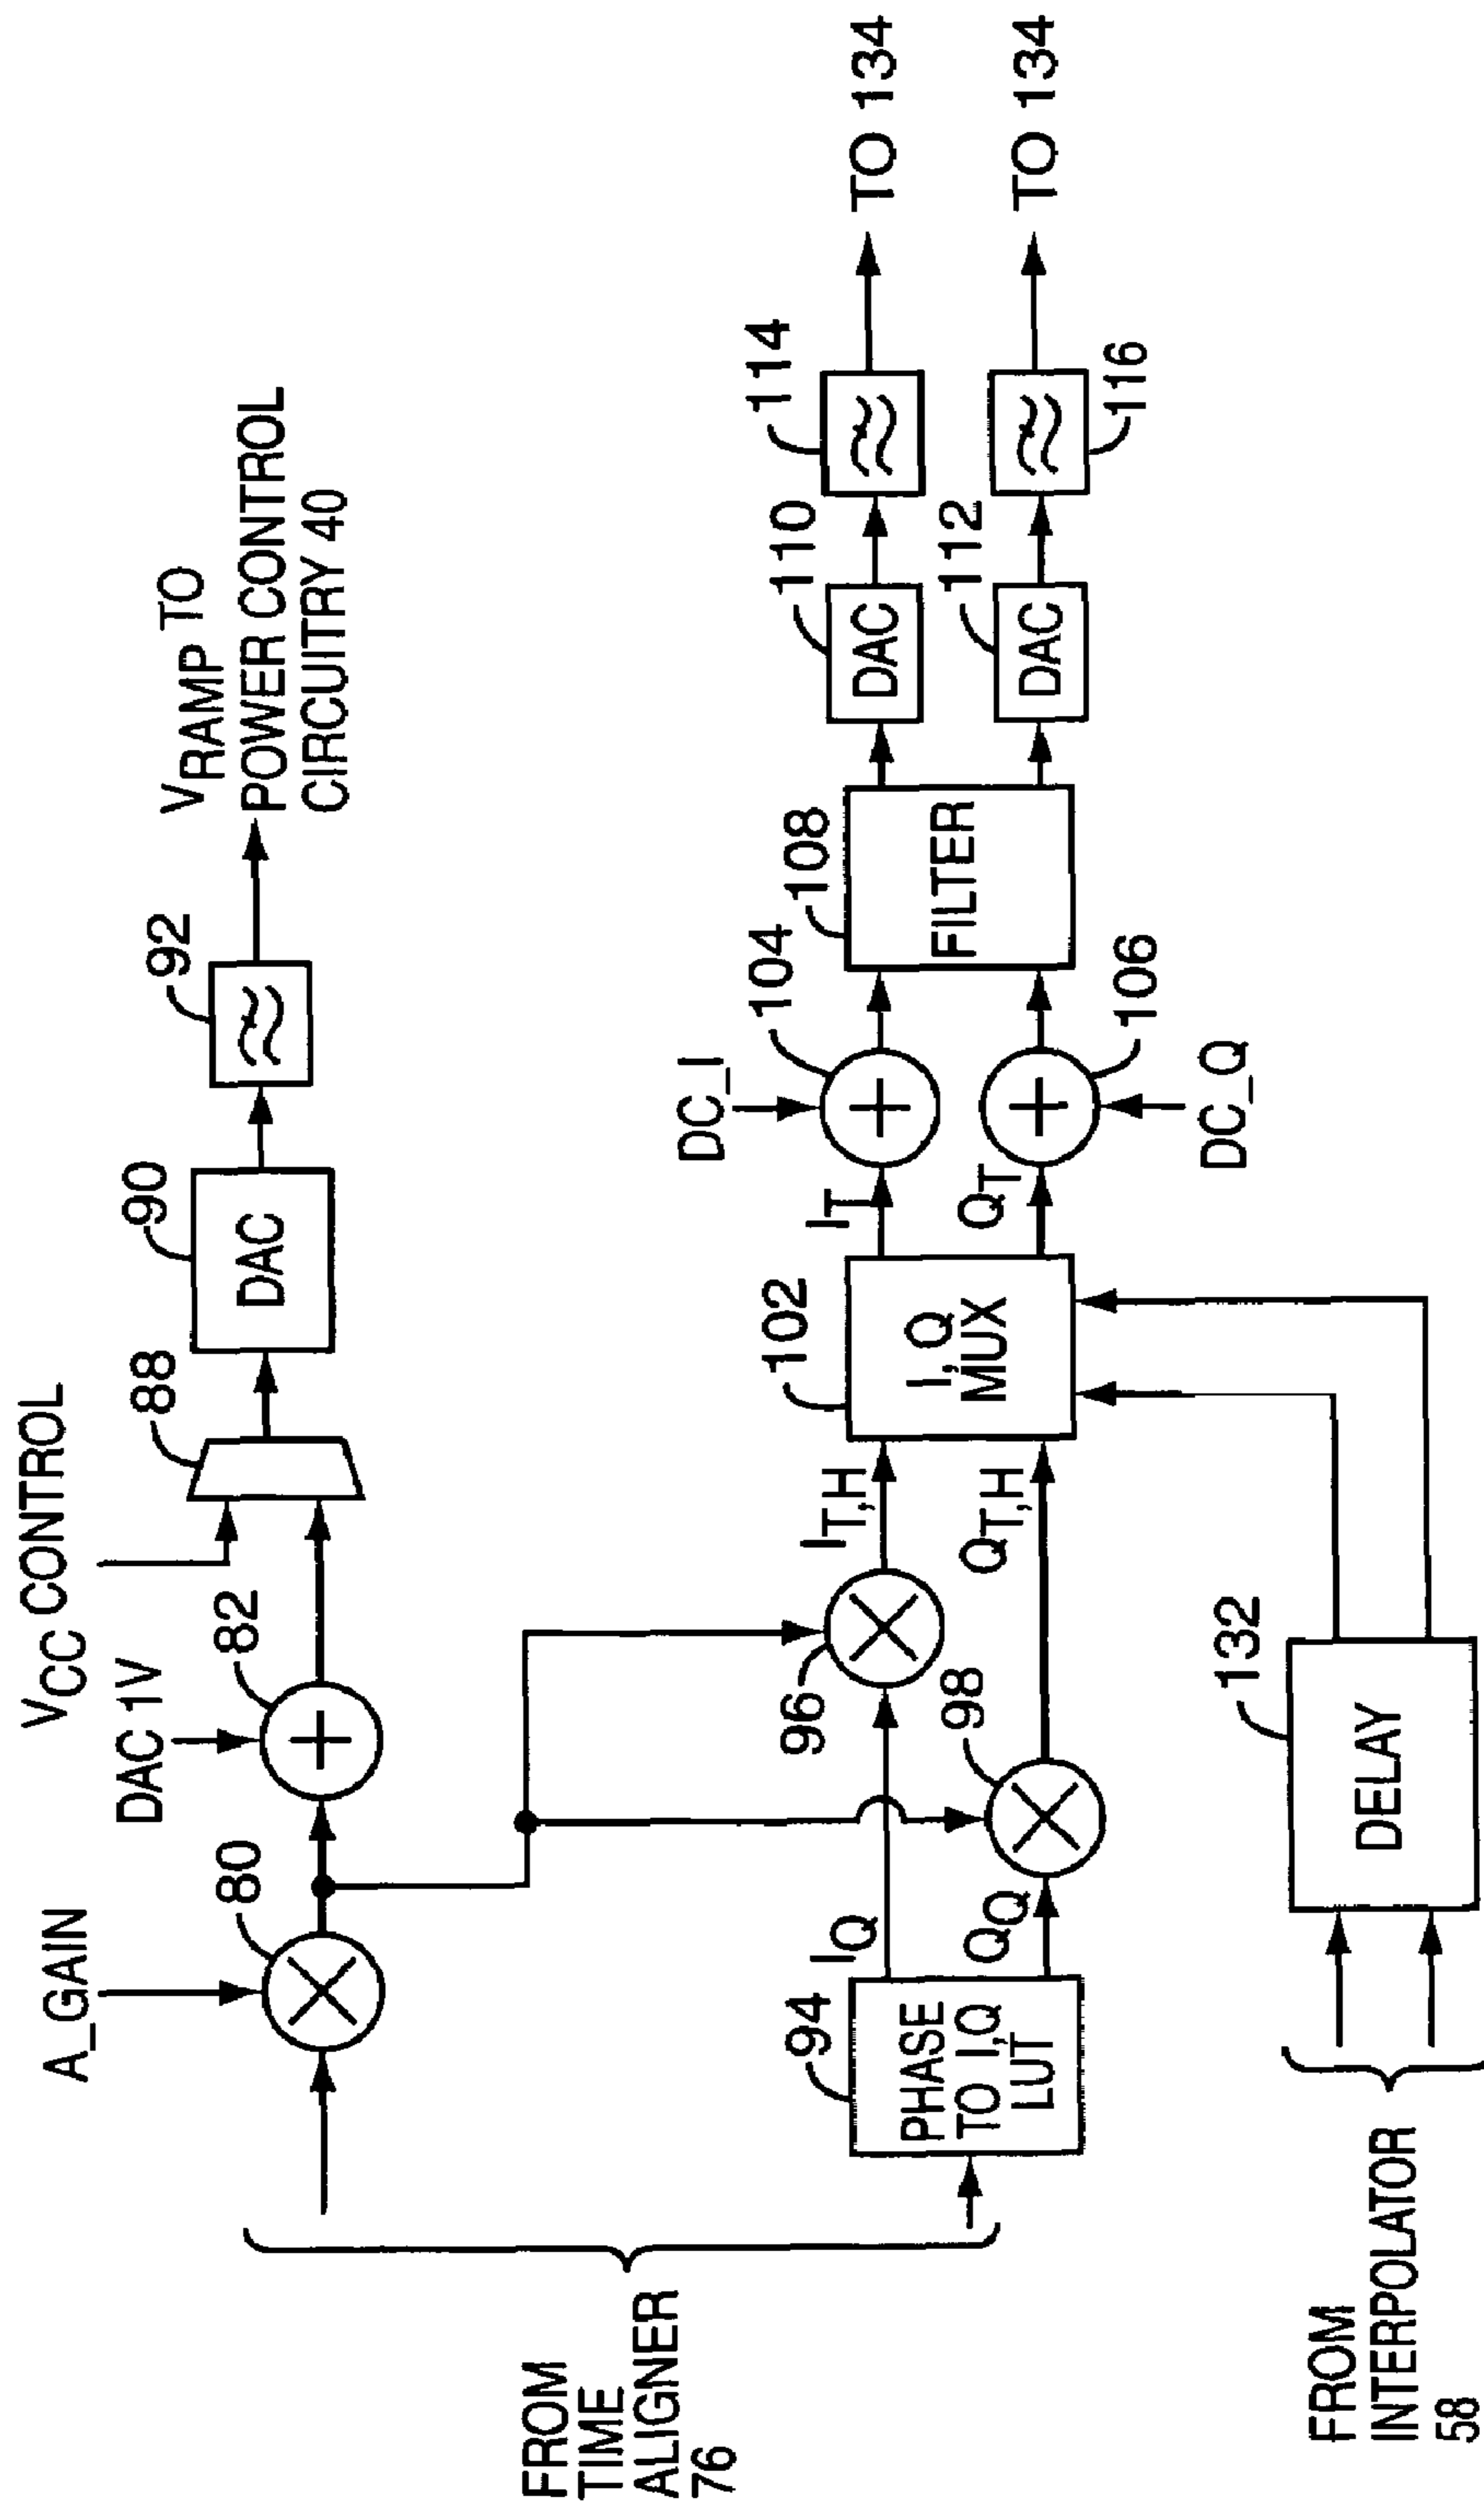 A_GAIN
80
DAC 1V
82
VCC CONTROL
88
DAC
90
92
VRAMP TO
POWER CONTROL
CIRCUITRY 40
FROM
TIME
ALIGNER
76
PHASE
TO I,Q
LUT
94
IQ
QQ
96
98
IT,H
QT,H
I, Q
MUX
102
IT
QT
DC_I
104
DC_Q
106
FILTER
108
DAC
110
DAC
112
114
116
TO 134
TO 134
FROM
INTERPOLATOR
58
DELAY
132